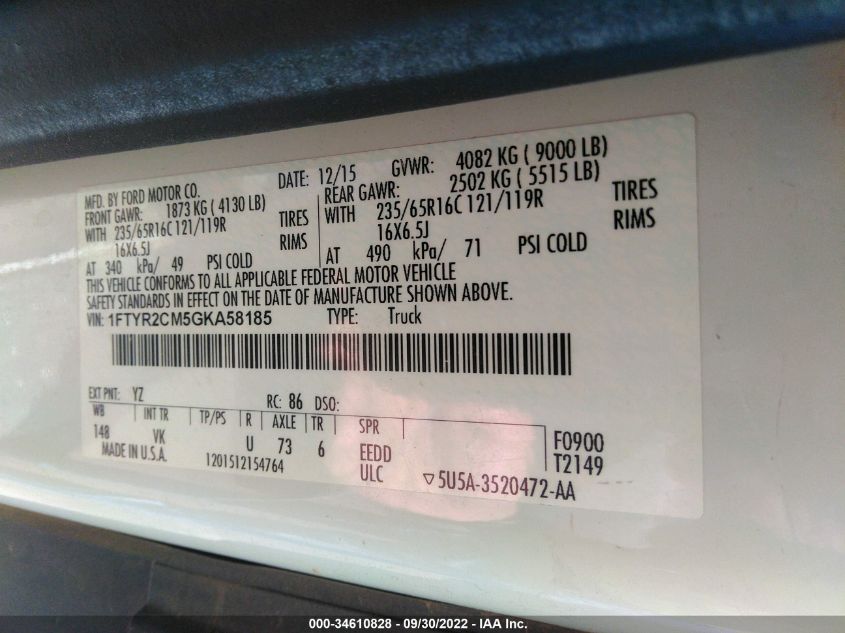 MFD. BY FORD MOTOR CO.
DATE: 12/15 GVWR: 4082 KG ( 9000 LB)
FRONT GAWR: 1873 KG ( 4130 LB)
REAR GAWR: 2502 KG ( 5515 LB)
WITH 235/65R16C 121/119R TIRES
WITH 235/65R16C 121/119R TIRES
16X6.5J RIMS
16X6.5J RIMS
AT 340 kPa/ 49 PSI COLD
AT 490 kPa/ 71 PSI COLD
THIS VEHICLE CONFORMS TO ALL APPLICABLE FEDERAL MOTOR VEHICLE
SAFETY STANDARDS IN EFFECT ON THE DATE OF MANUFACTURE SHOWN ABOVE.
VIN: 1FTYR2CM5GKA58185 TYPE: Truck
EXT PNT: YZ RC: 86 DSO:
WB INT TR TP/PS R AXLE TR SPR
148 VK U 73 6 EEDD
F0900
MADE IN U.S.A. 1201512154764 ULC
T2149
5U5A-3520472-AA
000-34610828 - 09/30/2022 - IAA Inc.